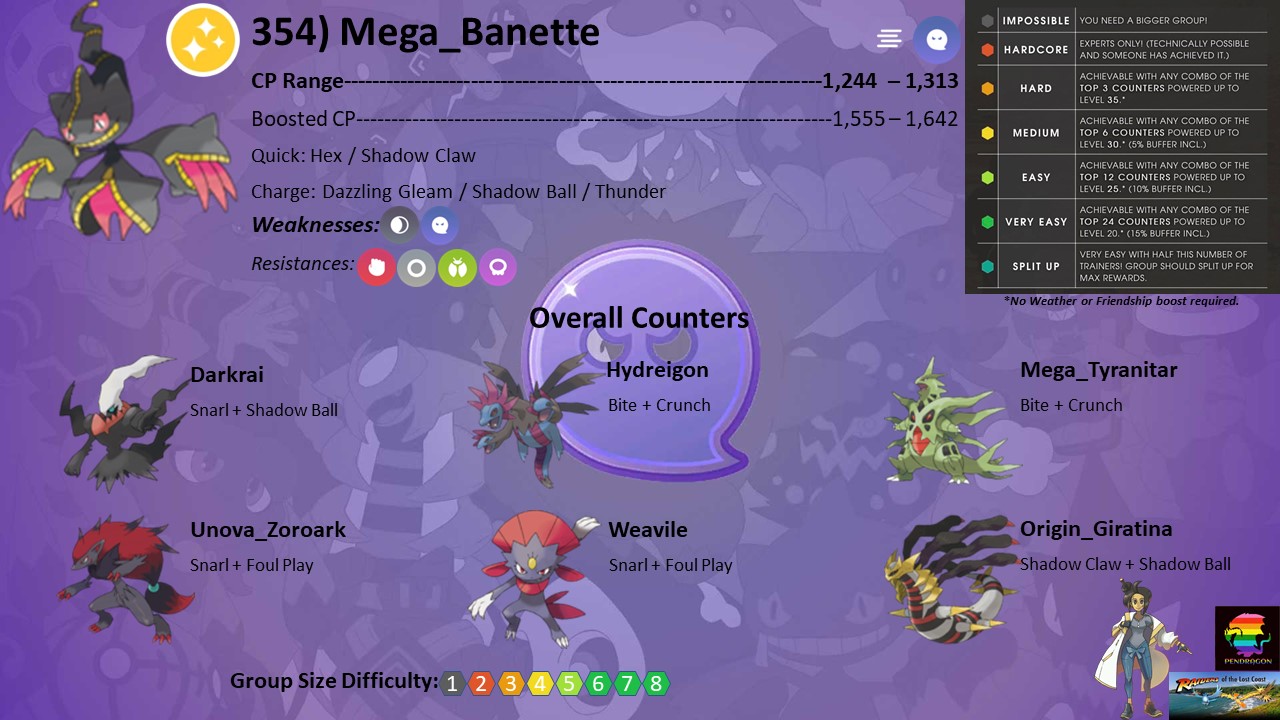 354) Mega_Banette
CP Range--------------------------------------------------------------------1,244 – 1,313
Boosted CP--------------------------------------------------------------------1,555 – 1,642
Quick: Hex / Shadow Claw
Charge: Dazzling Gleam / Shadow Ball / Thunder
Weaknesses:
Resistances:
IMPOSSIBLE YOU NEED A BIGGER GROUP!
HARDCORE EXPERTS ONLY! (TECHNICALLY POSSIBLE
AND SOMEONE HAS ACHIEVED IT.)
HARD ACHIEVABLE WITH ANY COMBO OF THE
TOP 3 COUNTERS POWERED UP TO
LEVEL 35.*
MEDIUM ACHIEVABLE WITH ANY COMBO OF THE
TOP 6 COUNTERS POWERED UP TO
LEVEL 30.* (5% BUFFER INCL.)
EASY ACHIEVABLE WITH ANY COMBO OF THE
TOP 12 COUNTERS POWERED UP TO
LEVEL 25.* (10% BUFFER INCL.)
VERY EASY ACHIEVABLE WITH ANY COMBO OF THE
TOP 24 COUNTERS POWERED UP TO
LEVEL 20.* (15% BUFFER INCL.)
SPLIT UP VERY EASY WITH HALF THIS NUMBER OF
TRAINERS! GROUP SHOULD SPLIT UP FOR
MAX REWARDS.
*No Weather or Friendship boost required.
Overall Counters
Darkrai
Snarl + Shadow Ball
Hydreigon
Bite + Crunch
Mega_Tyranitar
Bite + Crunch
Unova_Zoroark
Snarl + Foul Play
Weavile
Snarl + Foul Play
Origin_Giratina
Shadow Claw + Shadow Ball
Group Size Difficulty: 1 2 3 4 5 6 7 8
PENDRAGON
RAIDERS of the Lost Coast